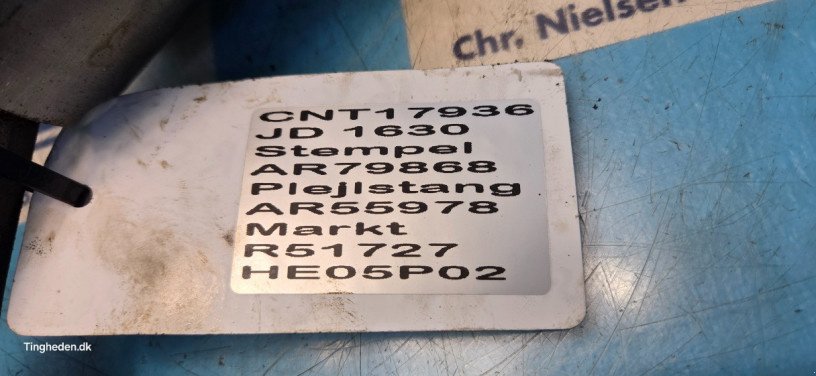 Chr. Nielsen
CNT17936
JD 1630
Stempel
AR79868
Plejlstang
AR55978
Markt
R51727
HE05P02
Tingheden.dk